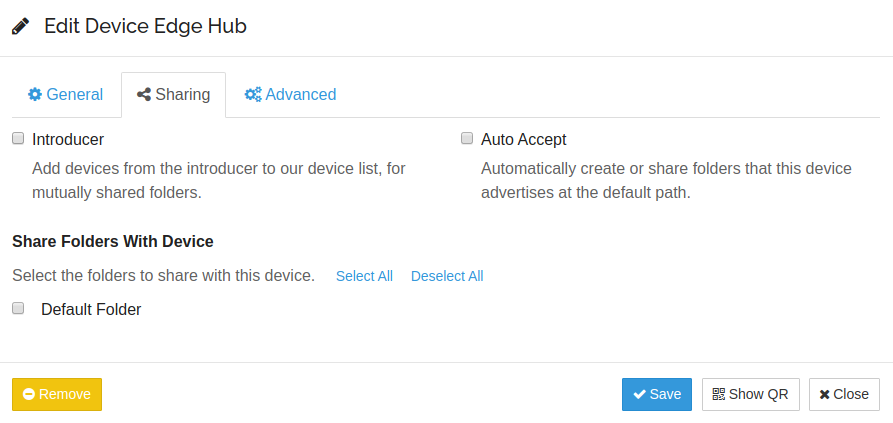 Edit Device Edge Hub
General Sharing Advanced
Introducer Auto Accept
Add devices from the introducer to our device list, for
mutually shared folders.
Automatically create or share folders that this device
advertises at the default path.
Share Folders With Device
Select the folders to share with this device. Select All Deselect All
Default Folder
Remove Save Show QR Close